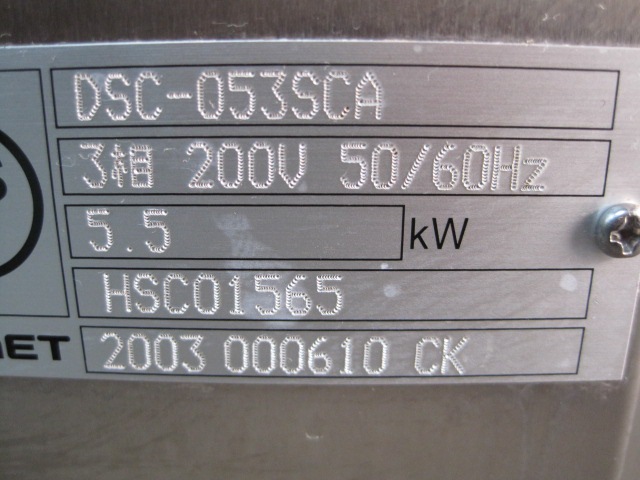 DSC-053SCA
3相 200V 50/60Hz
5.5 kW
HSC01565
2003 000610 CK